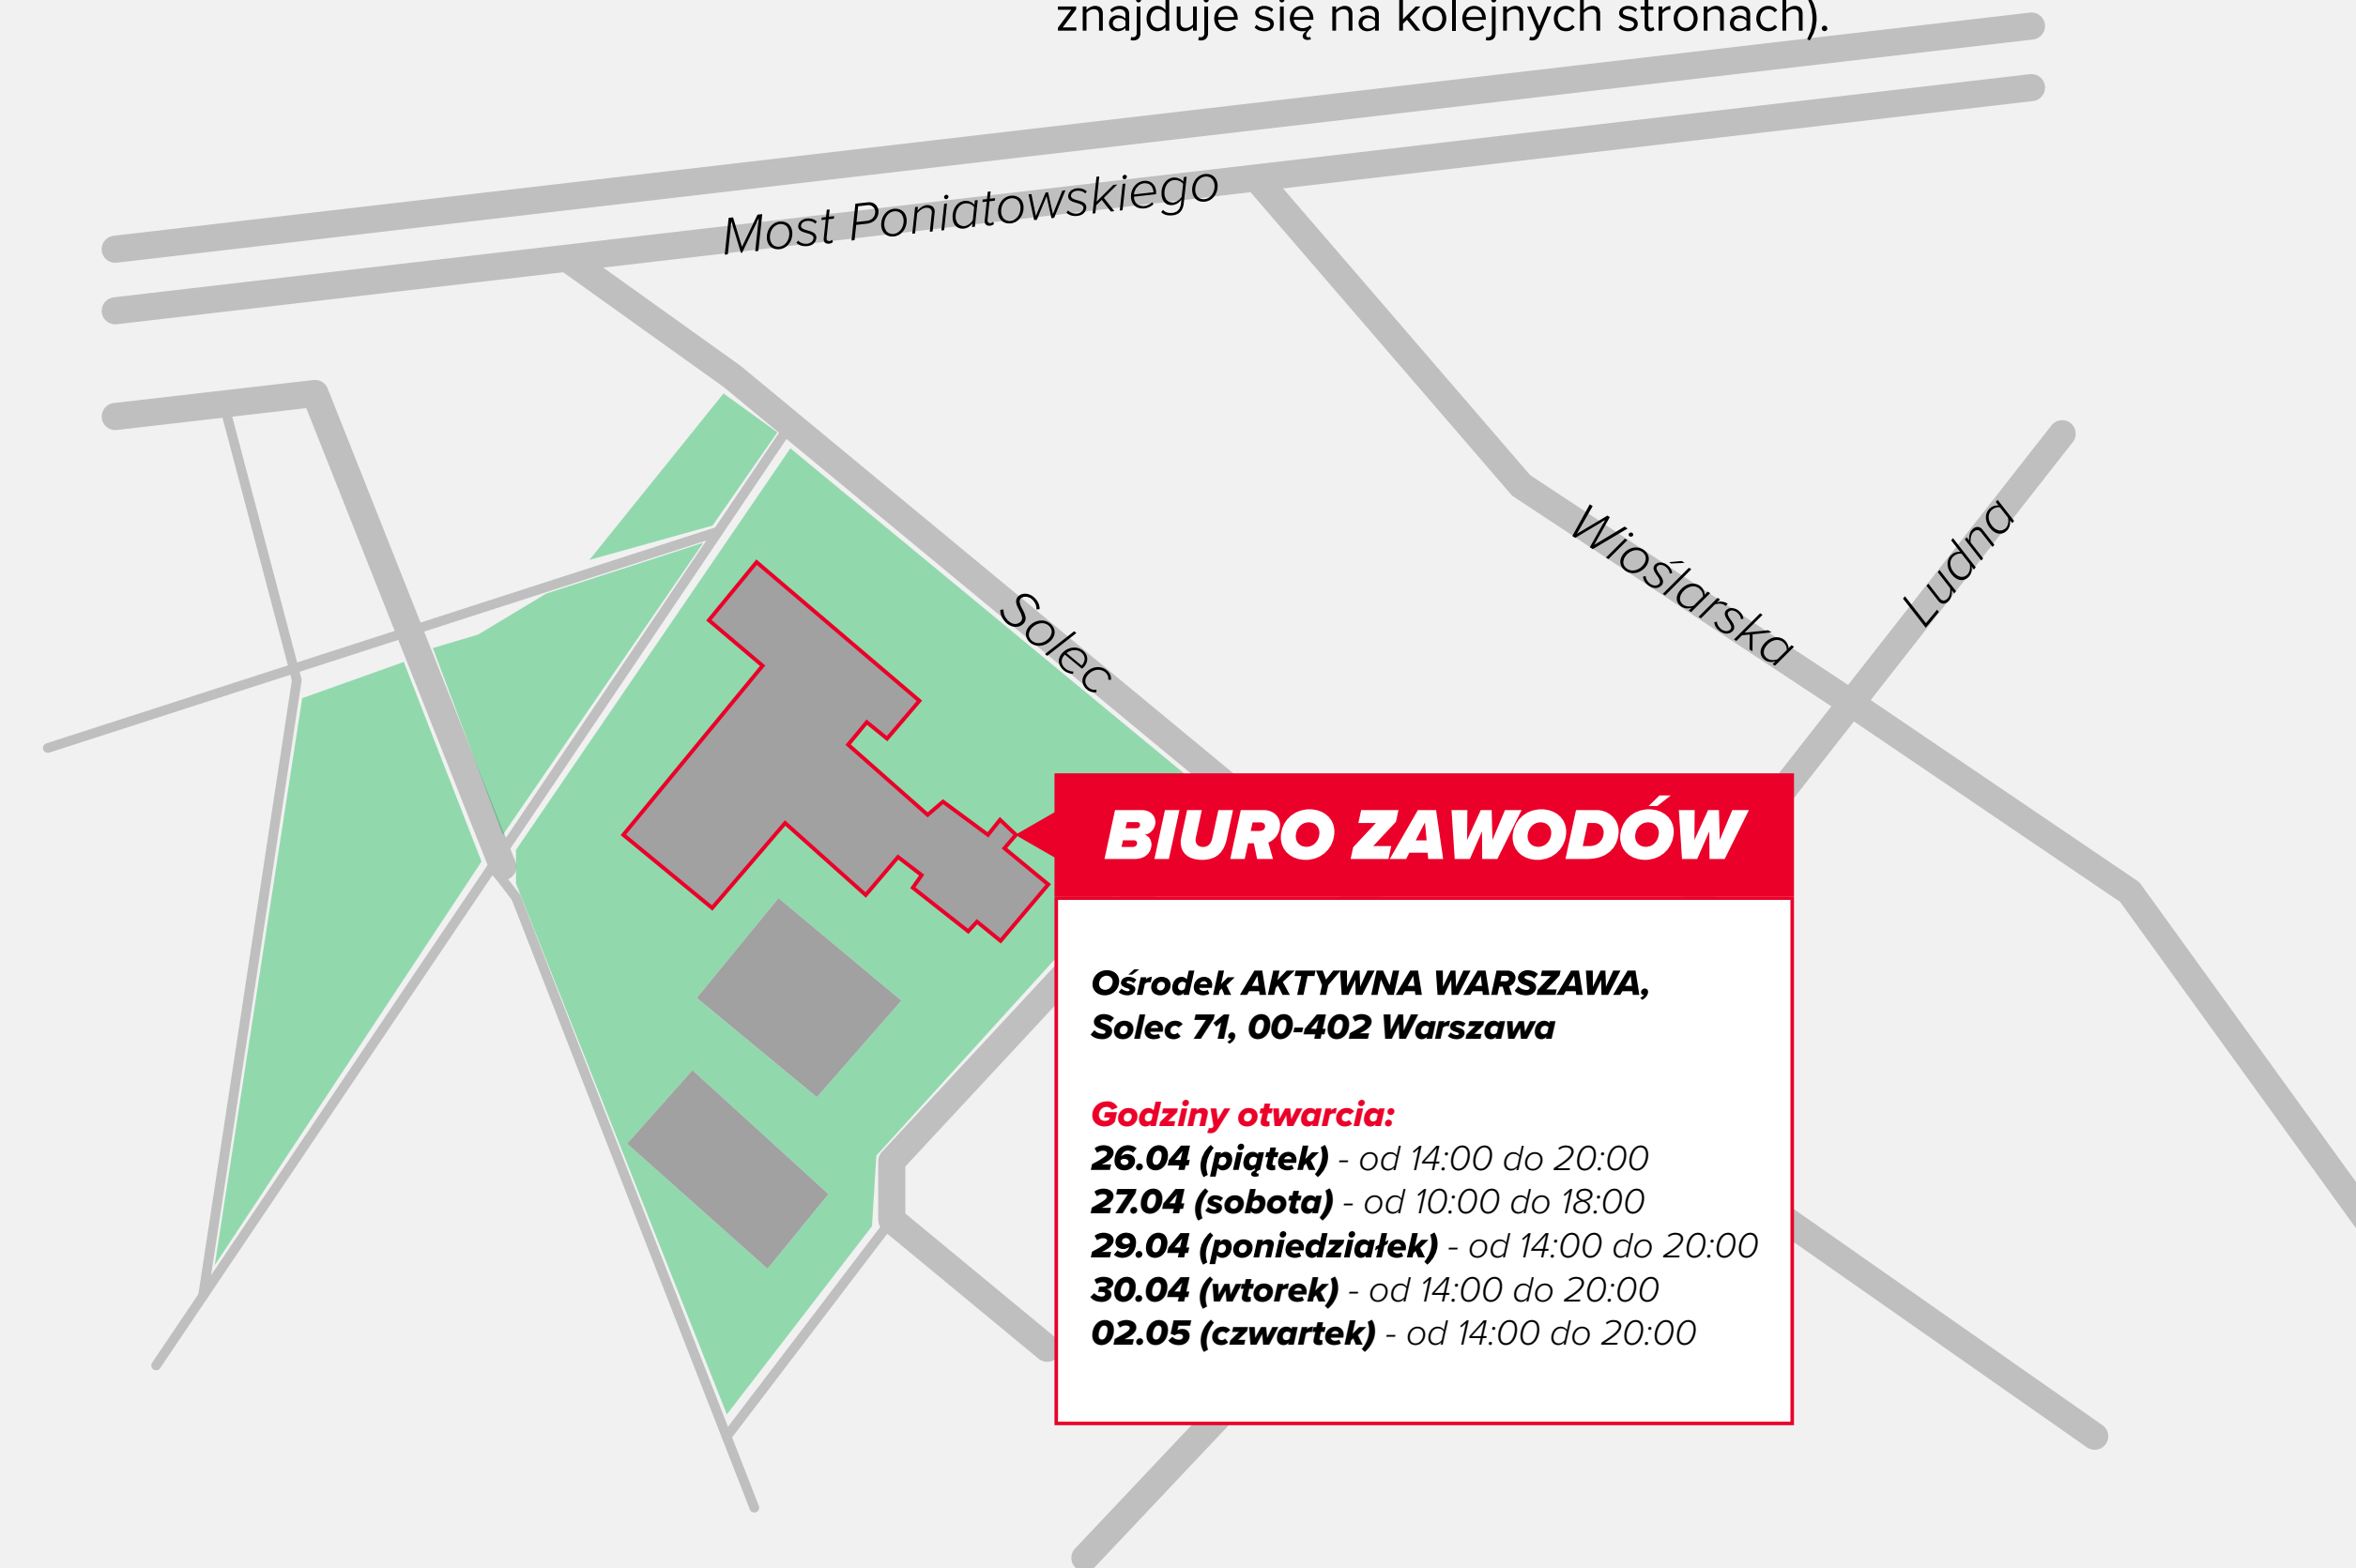 znajduje się na kolejnych stronach).
Most Poniatowskiego
Solec
Wioślarska
Ludna
BIURO ZAWODÓW
Ośrodek AKTYWNA WARSZAWA,
Solec 71, 00-402 Warszawa
Godziny otwarcia:
26.04 (piątek) - od 14:00 do 20:00
27.04 (sobota) - od 10:00 do 18:00
29.04 (poniedziałek) - od 14:00 do 20:00
30.04 (wtorek) - od 14:00 do 20:00
02.05 (czwartek) - od 14:00 do 20:00